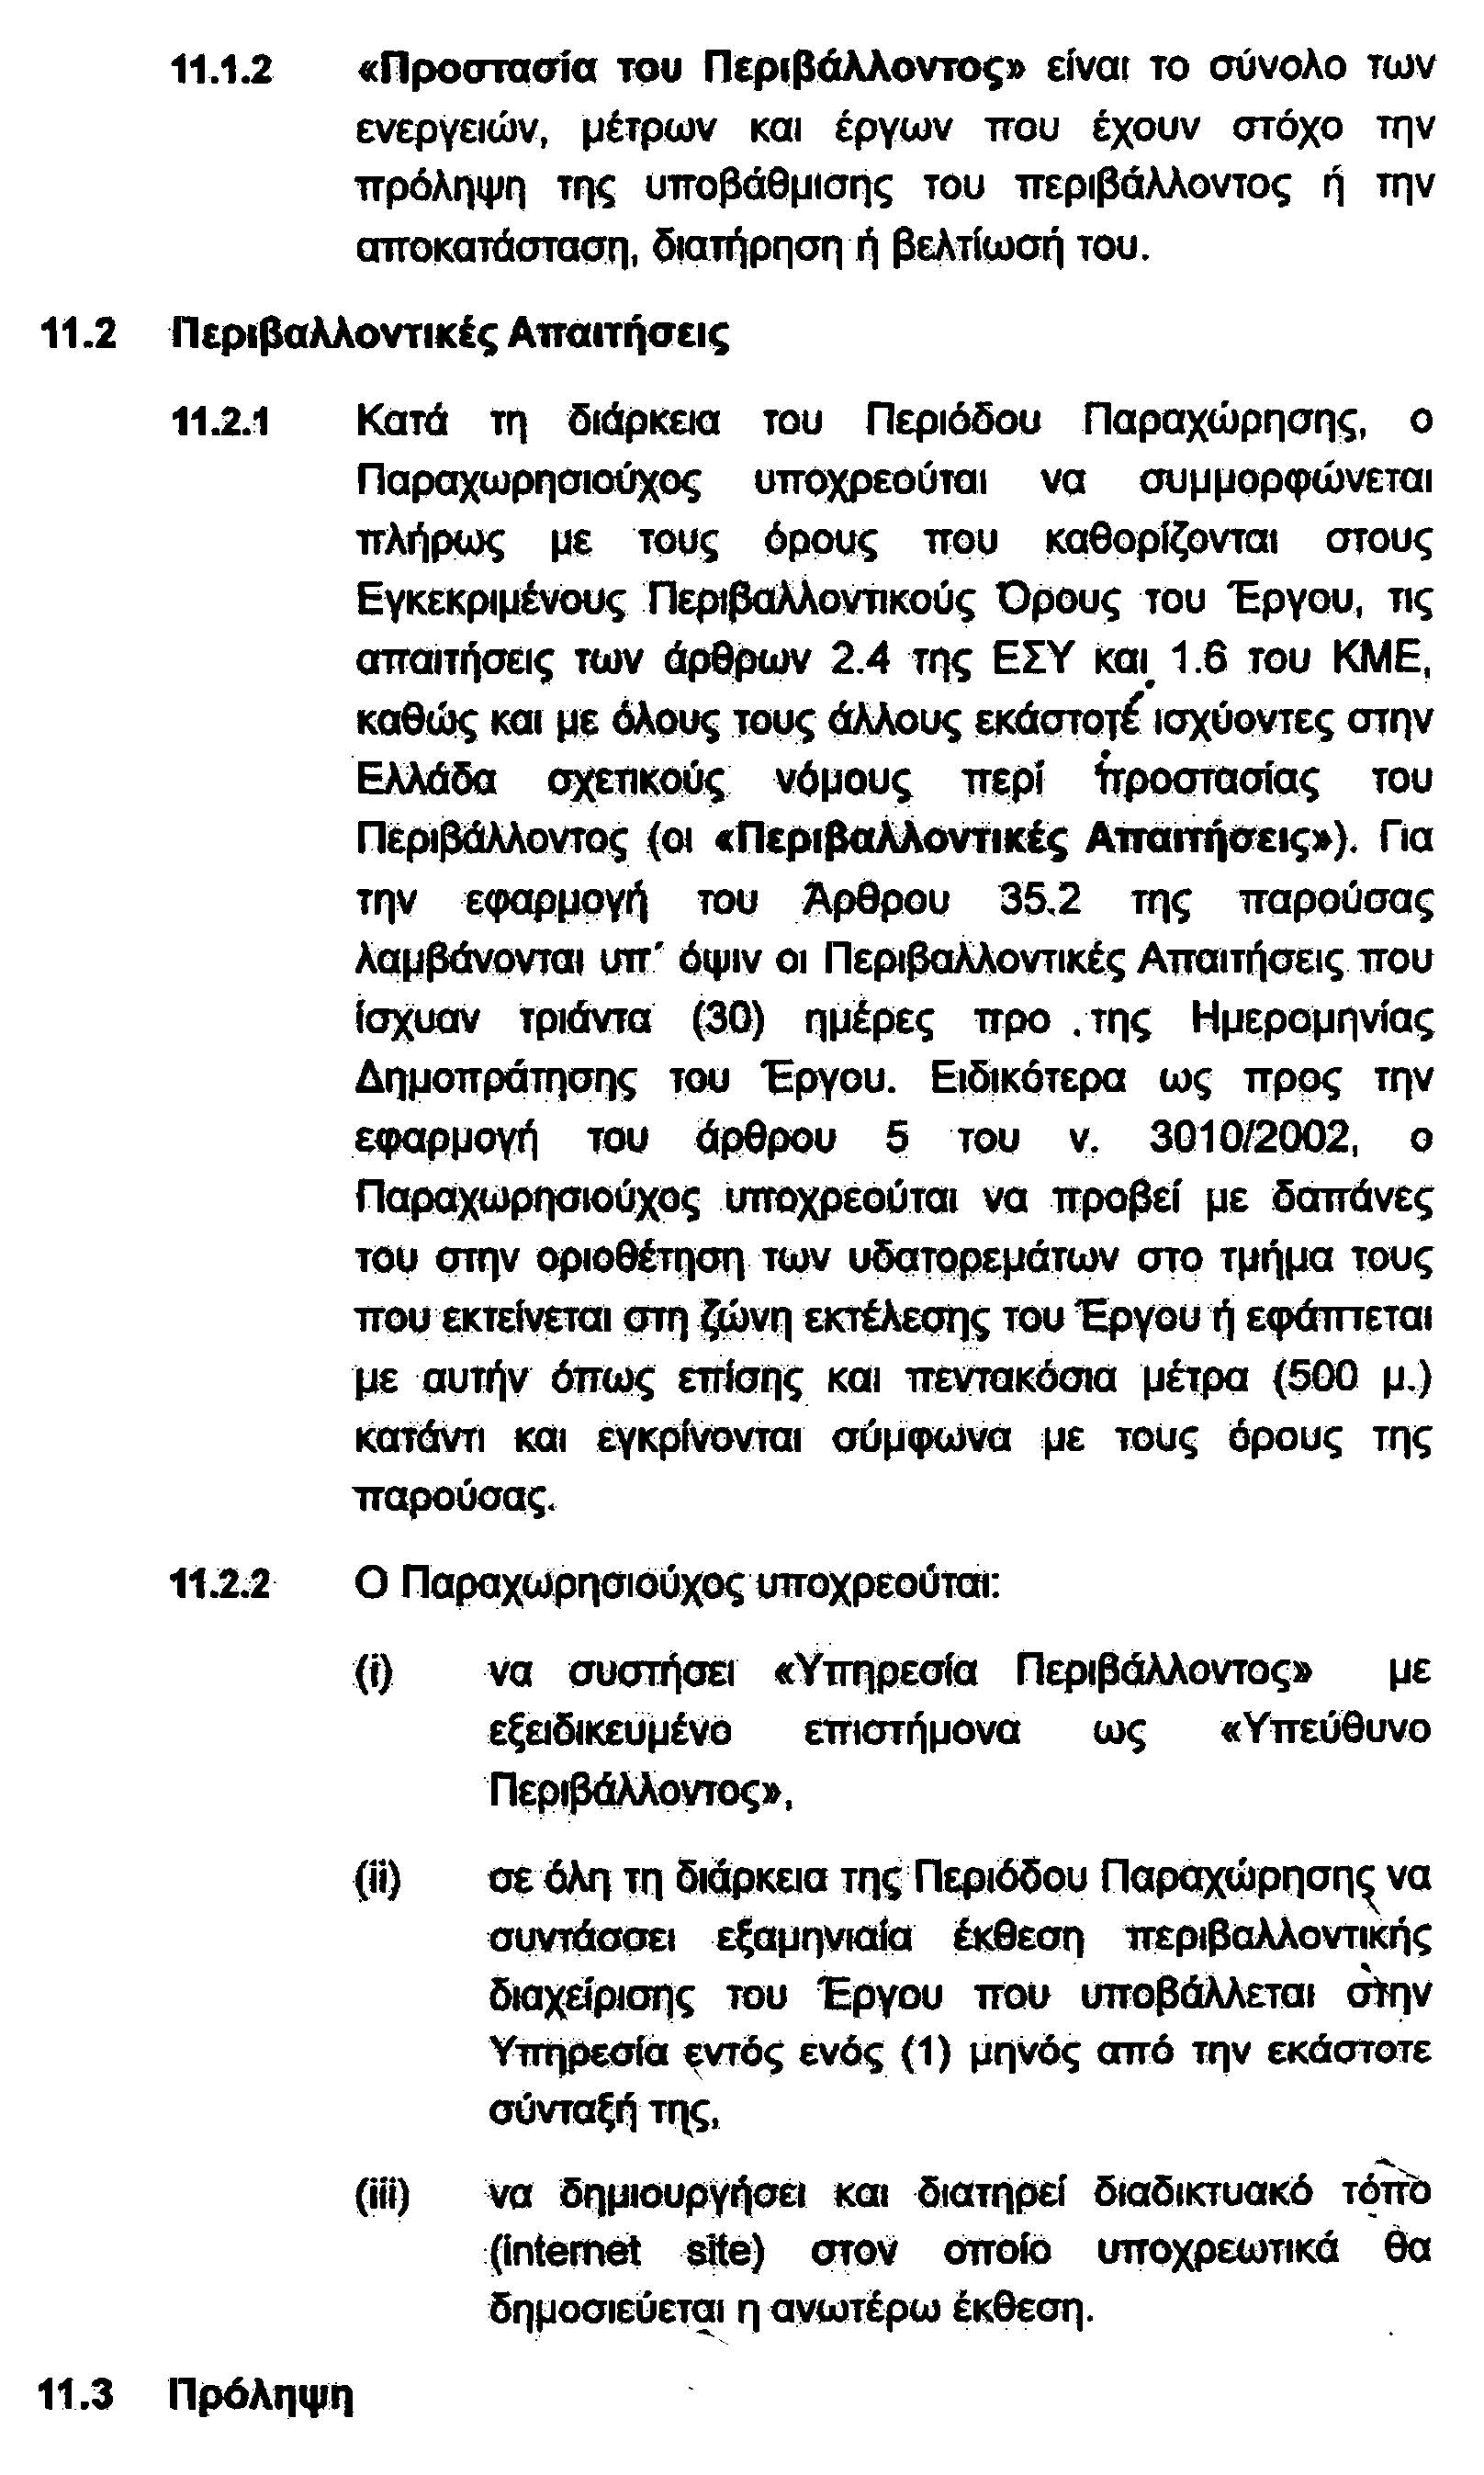 11.1.2 «Προστασία του Περιβάλλοντος» είναι το σύνολο των
ενεργειών, μέτρων και έργων που έχουν στόχο την
πρόληψη της υποβάθμισης του περιβάλλοντος ή την
αποκατάσταση, διατήρηση ή βελτίωσή του.
11.2 Περιβαλλοντικές Απαιτήσεις
11.2.1 Κατά τη διάρκεια του Περιόδου Παραχώρησης, ο
Παραχωρησιούχος υποχρεούται να συμμορφώνεται
πλήρως με τους όρους που καθορίζονται στους
Εγκεκριμένους Περιβαλλοντικούς Όρους του Έργου, τις
απαιτήσεις των άρθρων 2.4 της ΕΣΥ και 1.6 του ΚΜΕ,
καθώς και με όλους τους άλλους εκάστοτε ισχύοντες στην
Ελλάδα σχετικούς νόμους περί προστασίας του
Περιβάλλοντος (οι «Περιβαλλοντικές Απαιτήσεις»). Για
την εφαρμογή του Άρθρου 35.2 της παρούσας
λαμβάνονται υπ' όψιν οι Περιβαλλοντικές Απαιτήσεις που
ίσχυαν τριάντα (30) ημέρες προ της Ημερομηνίας
Δημοπράτησης του Έργου. Ειδικότερα ως προς την
εφαρμογή του άρθρου 5 του ν. 3010/2002, ο
Παραχωρησιούχος υποχρεούται να προβεί με δαπάνες
του στην οριοθέτηση των υδατορεμάτων στο τμήμα τους
που εκτείνεται στη ζώνη εκτέλεσης του Έργου ή εφάπτεται
με αυτήν όπως επίσης και πεντακόσια μέτρα (500 μ.)
κατάντι και εγκρίνονται σύμφωνα με τους όρους της
παρούσας.
11.2.2 Ο Παραχωρησιούχος υποχρεούται:
(i) να συστήσει «Υπηρεσία Περιβάλλοντος» με
εξειδικευμένο επιστήμονα ως «Υπεύθυνο
Περιβάλλοντος»,
(ii) σε όλη τη διάρκεια της Περιόδου Παραχώρησης να
συντάσσει εξαμηνιαία έκθεση περιβαλλοντικής
διαχείρισης του Έργου που υποβάλλεται στην
Υπηρεσία εντός ενός (1) μηνός από την εκάστοτε
σύνταξή της,
(iii) να δημιουργήσει και διατηρεί διαδικτυακό τόπο
(internet site) στον οποίο υποχρεωτικά θα
δημοσιεύεται η ανωτέρω έκθεση.
11.3 Πρόληψη